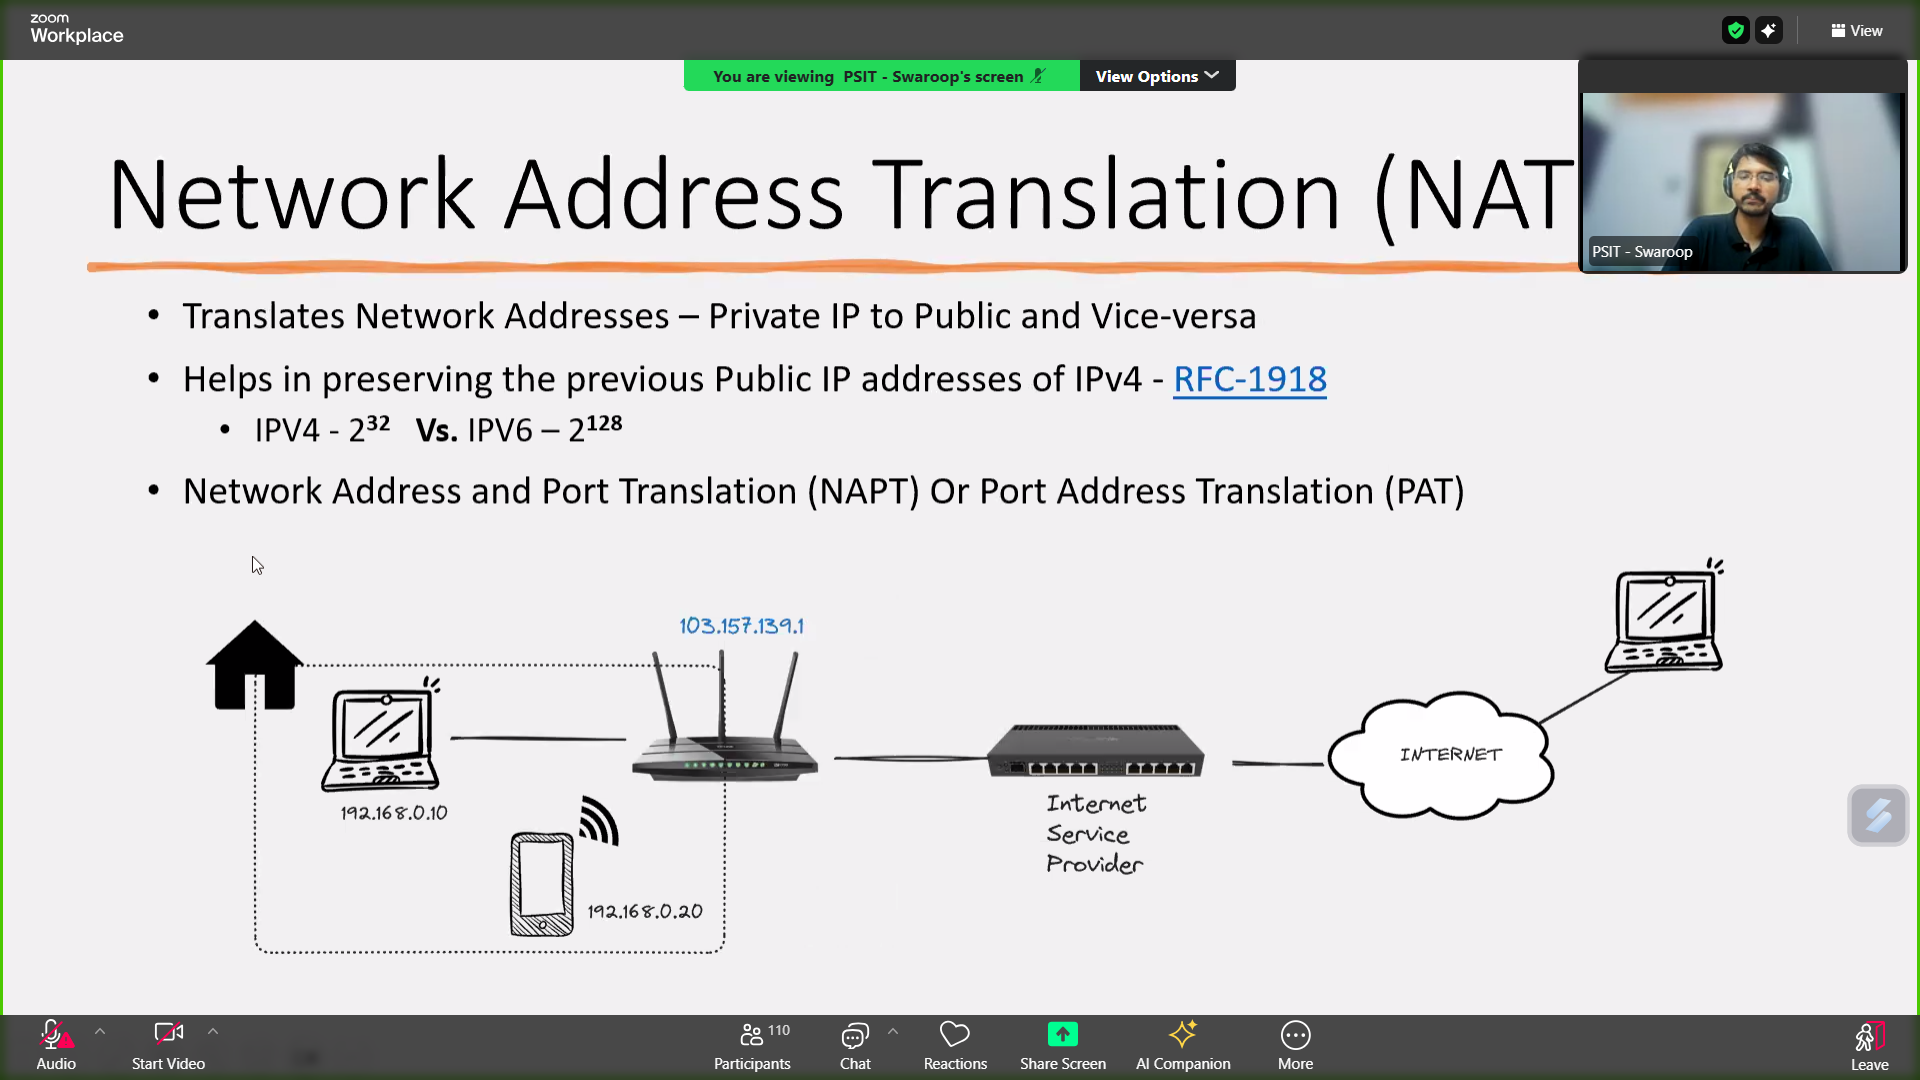 zoom
Workplace
View
You are viewing PSIT - Swaroop's screen
View Options
Network Address Translation (NAT
PSIT - Swaroop
• Translates Network Addresses – Private IP to Public and Vice-versa
• Helps in preserving the previous Public IP addresses of IPv4 - RFC-1918
• IPV4 - 2³² Vs. IPV6 – 2¹²⁸
• Network Address and Port Translation (NAPT) Or Port Address Translation (PAT)
103.157.139.1
INTERNET
192.168.0.10
Internet
Service
Provider
192.168.0.20
Audio
Start Video
Participants
110
Chat
Reactions
Share Screen
AI Companion
More
Leave